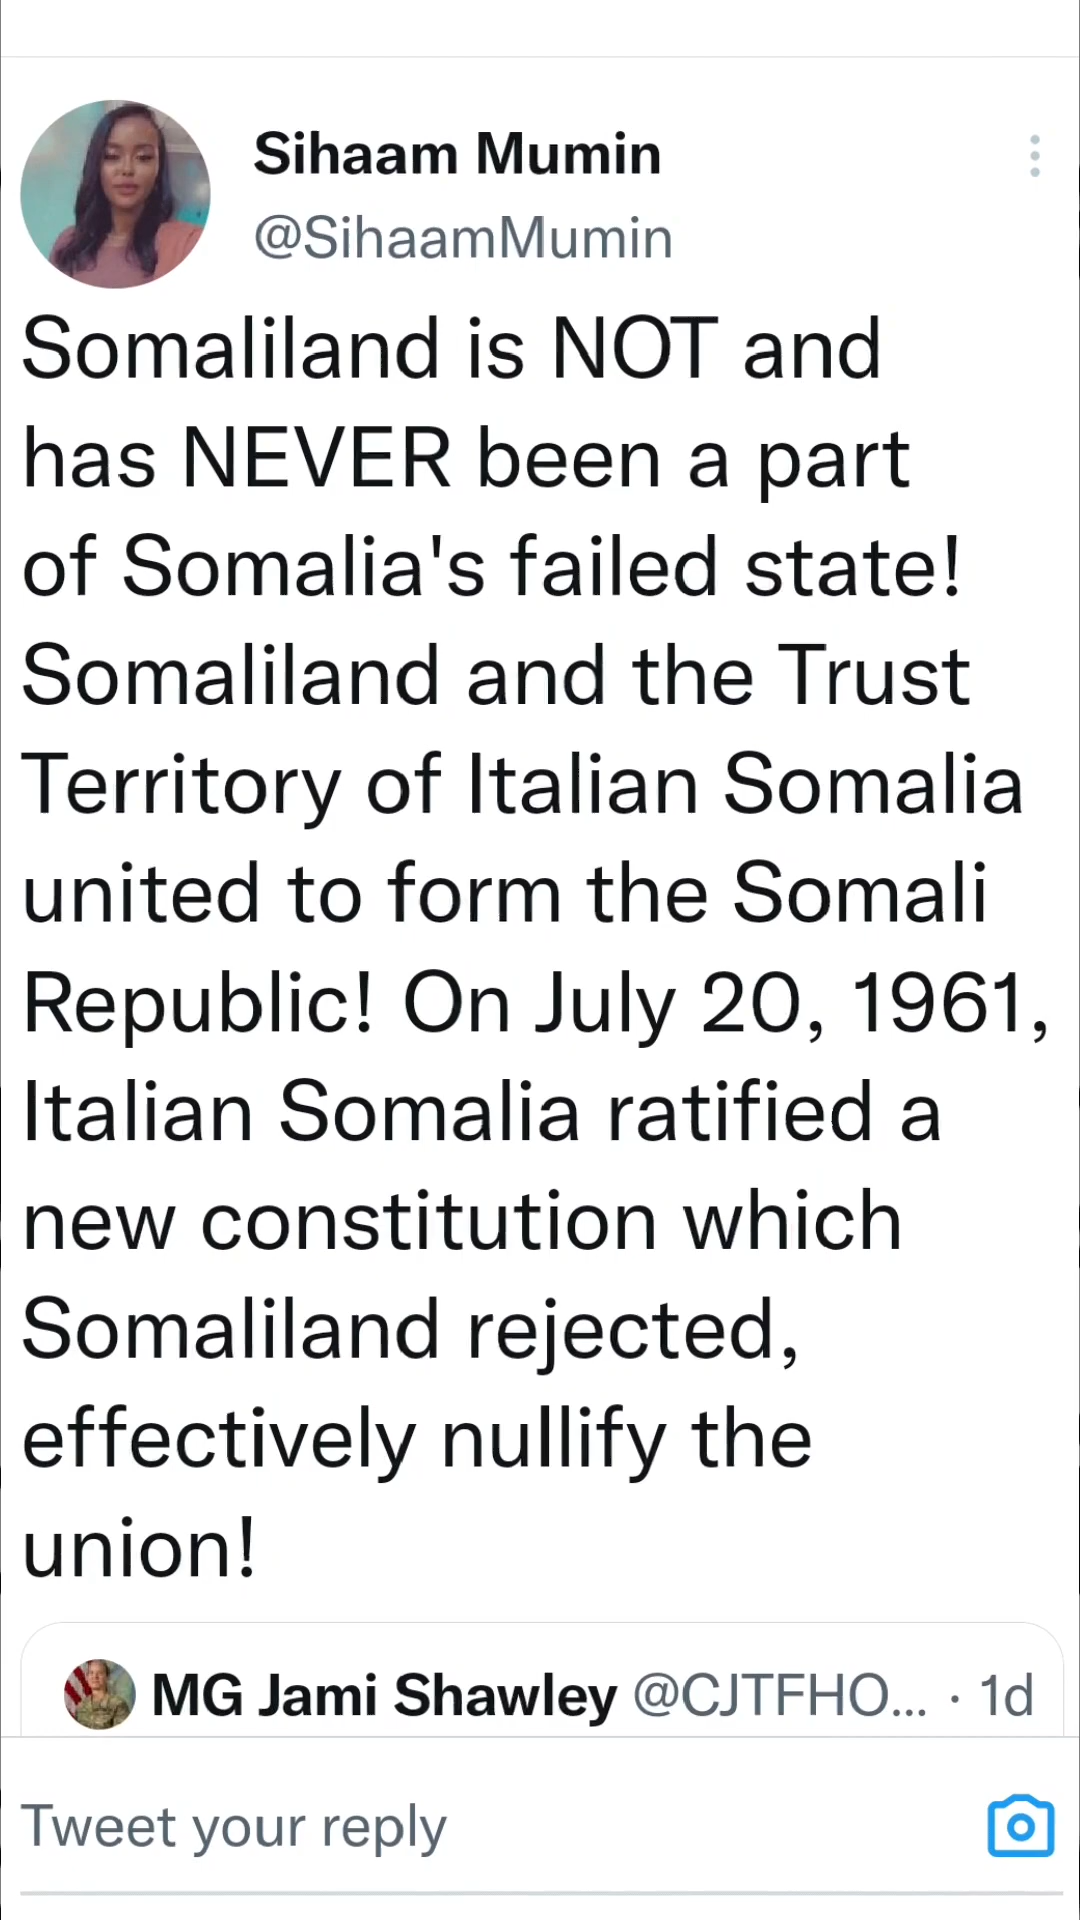 Sihaam Mumin
@SihaamMumin
Somaliland is NOT and
has NEVER been a part
of Somalia's failed state!
Somaliland and the Trust
Territory of Italian Somalia
united to form the Somali
Republic! On July 20, 1961,
Italian Somalia ratified a
new constitution which
Somaliland rejected,
effectively nullify the
union!
MG Jami Shawley @CJTFHO... · 1d
Tweet your reply